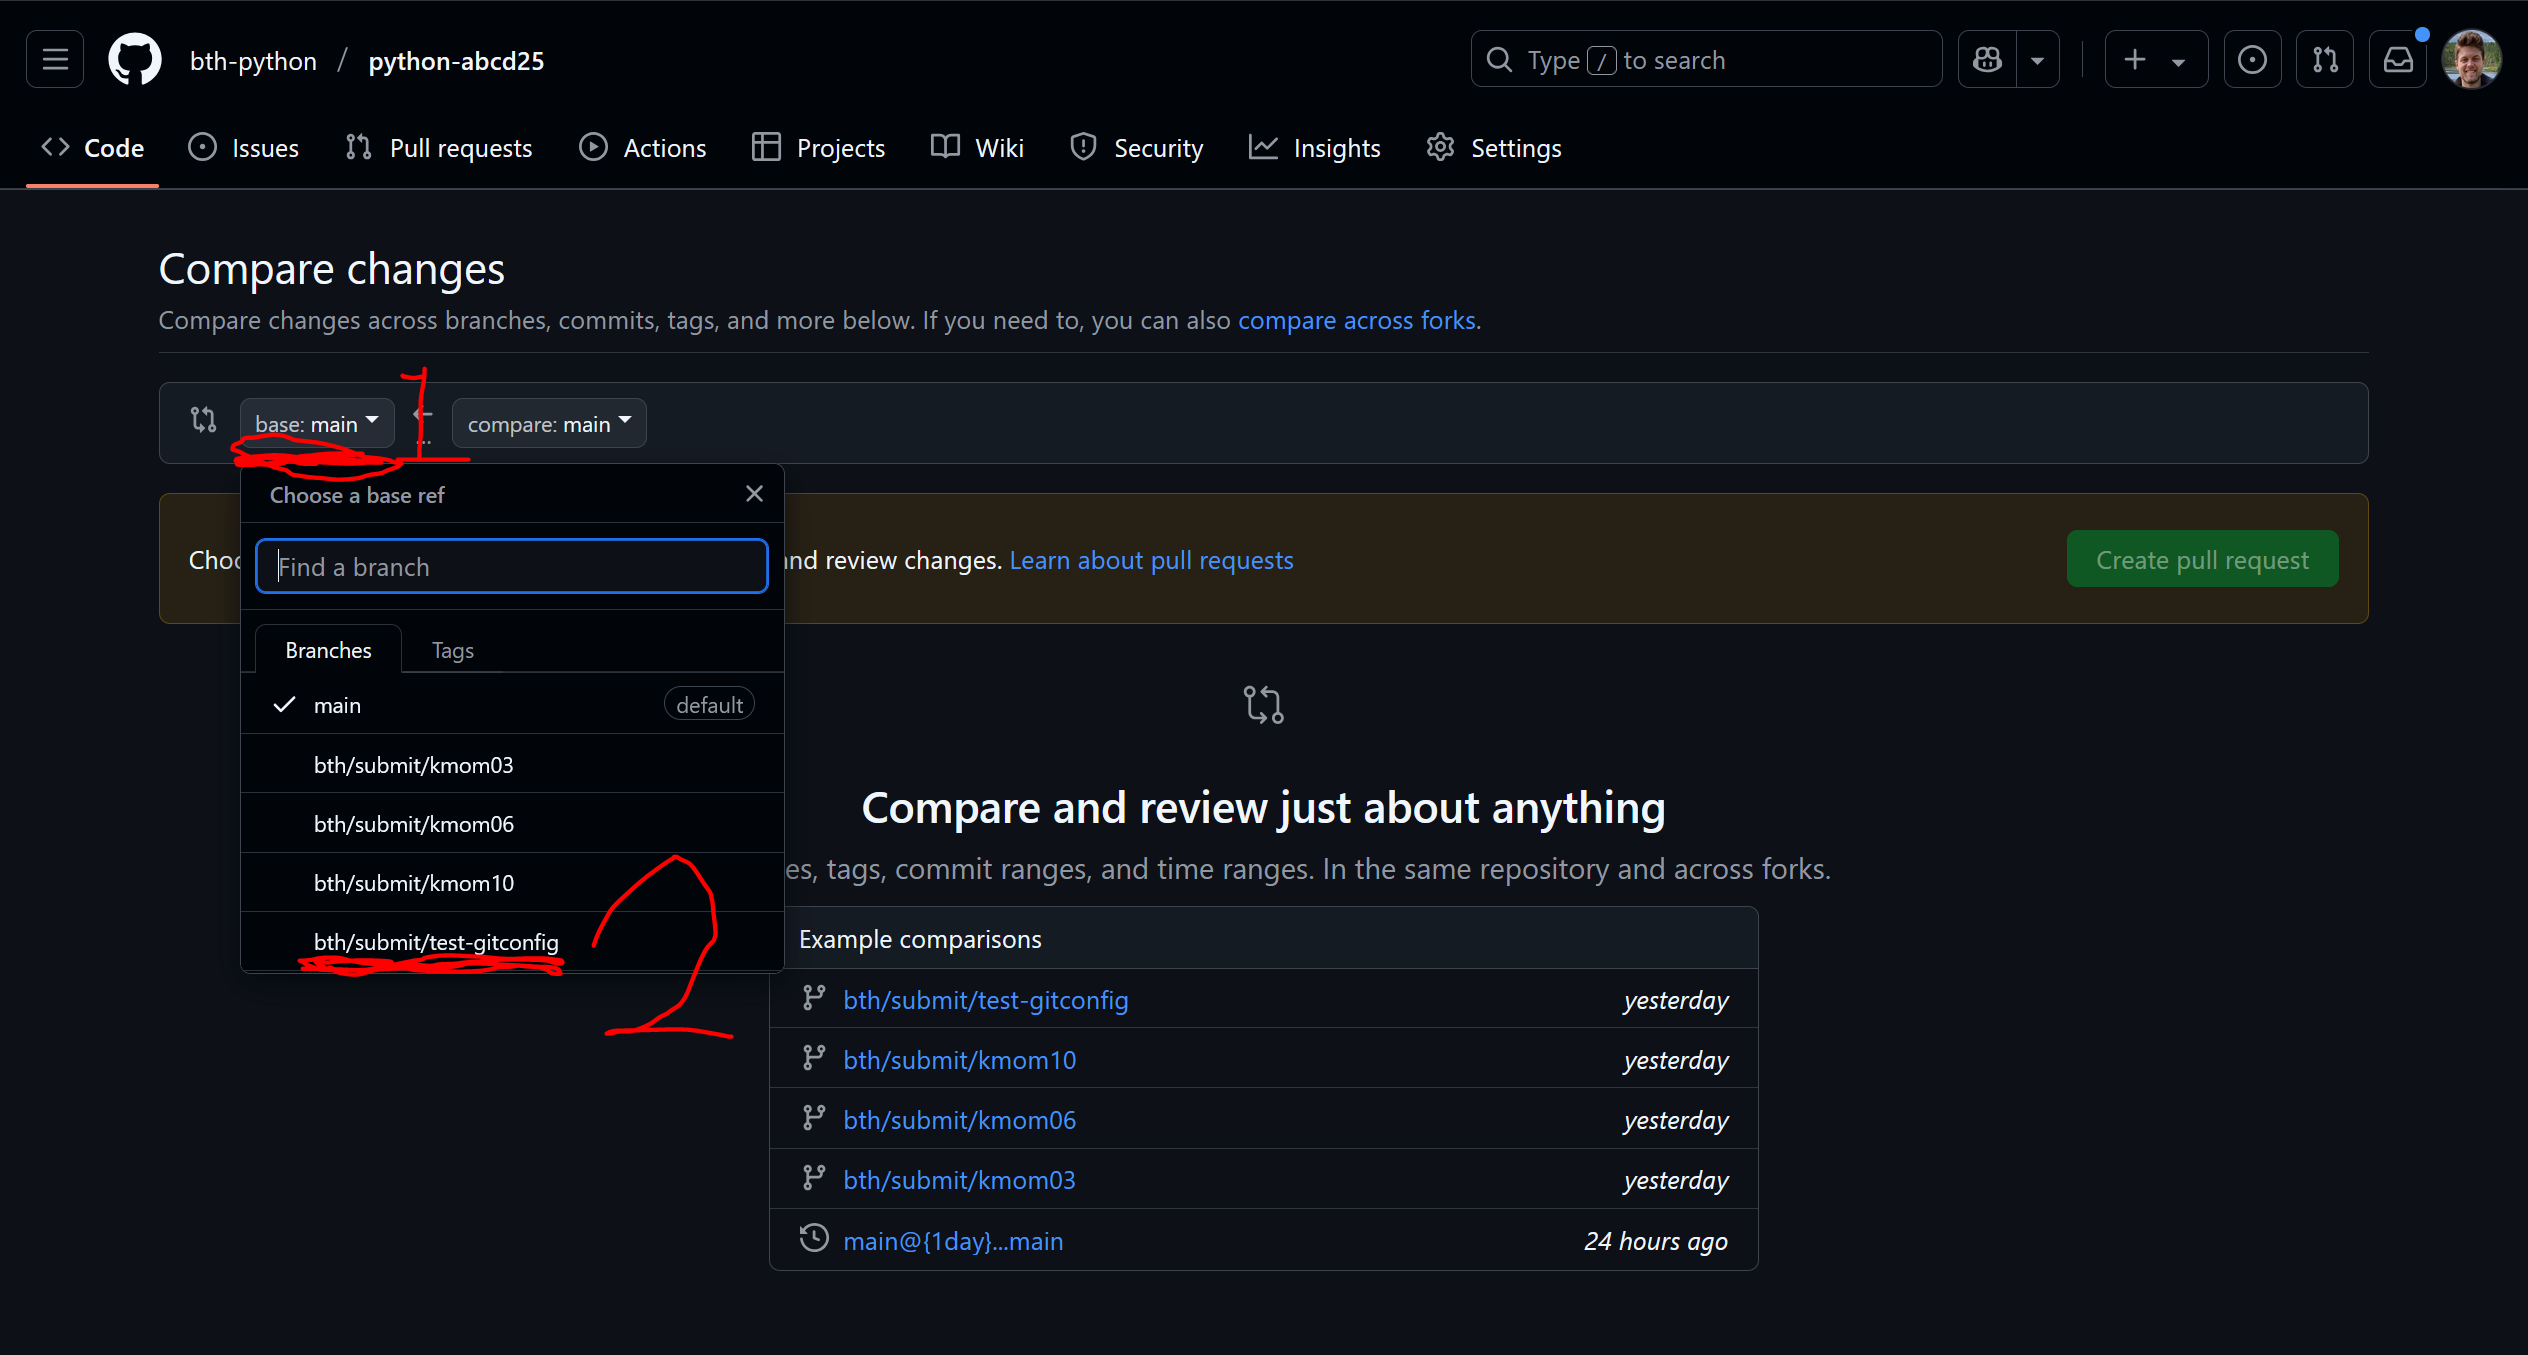 bth-python / python-abcd25
Type / to search
Code Issues Pull requests Actions Projects Wiki Security Insights Settings
Compare changes
Compare changes across branches, commits, tags, and more below. If you need to, you can also compare across forks.
1
base: main ... compare: main
Choose a base ref
Choo nd review changes. Learn about pull requests
Create pull request
Find a branch
Branches Tags
main default
bth/submit/kmom03
bth/submit/kmom06
bth/submit/kmom10
bth/submit/test-gitconfig
2
Compare and review just about anything
es, tags, commit ranges, and time ranges. In the same repository and across forks.
Example comparisons
bth/submit/test-gitconfig yesterday
bth/submit/kmom10 yesterday
bth/submit/kmom06 yesterday
bth/submit/kmom03 yesterday
main@{1day}...main 24 hours ago